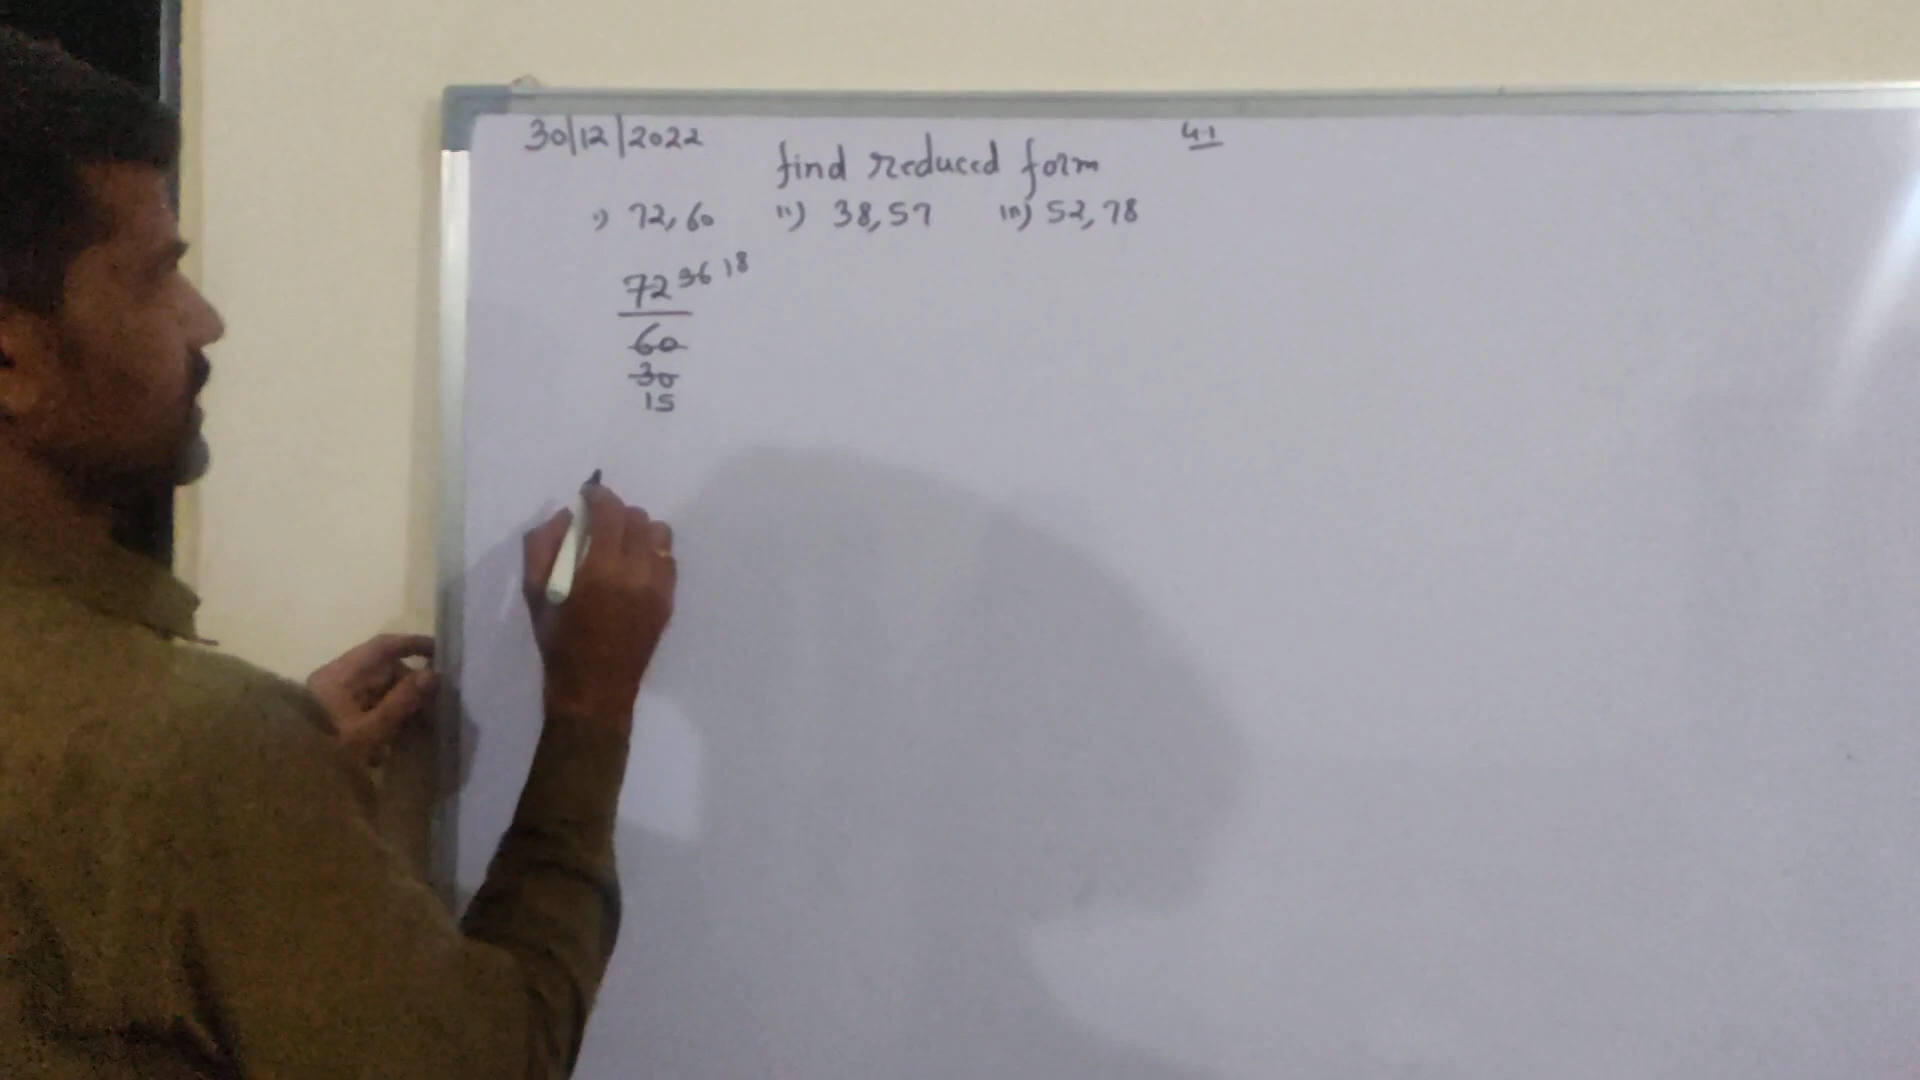 30/12/2022 find reduced form 4.1
i) 72, 60 ii) 38, 57 iii) 52, 78
72 36 18
60
30
15